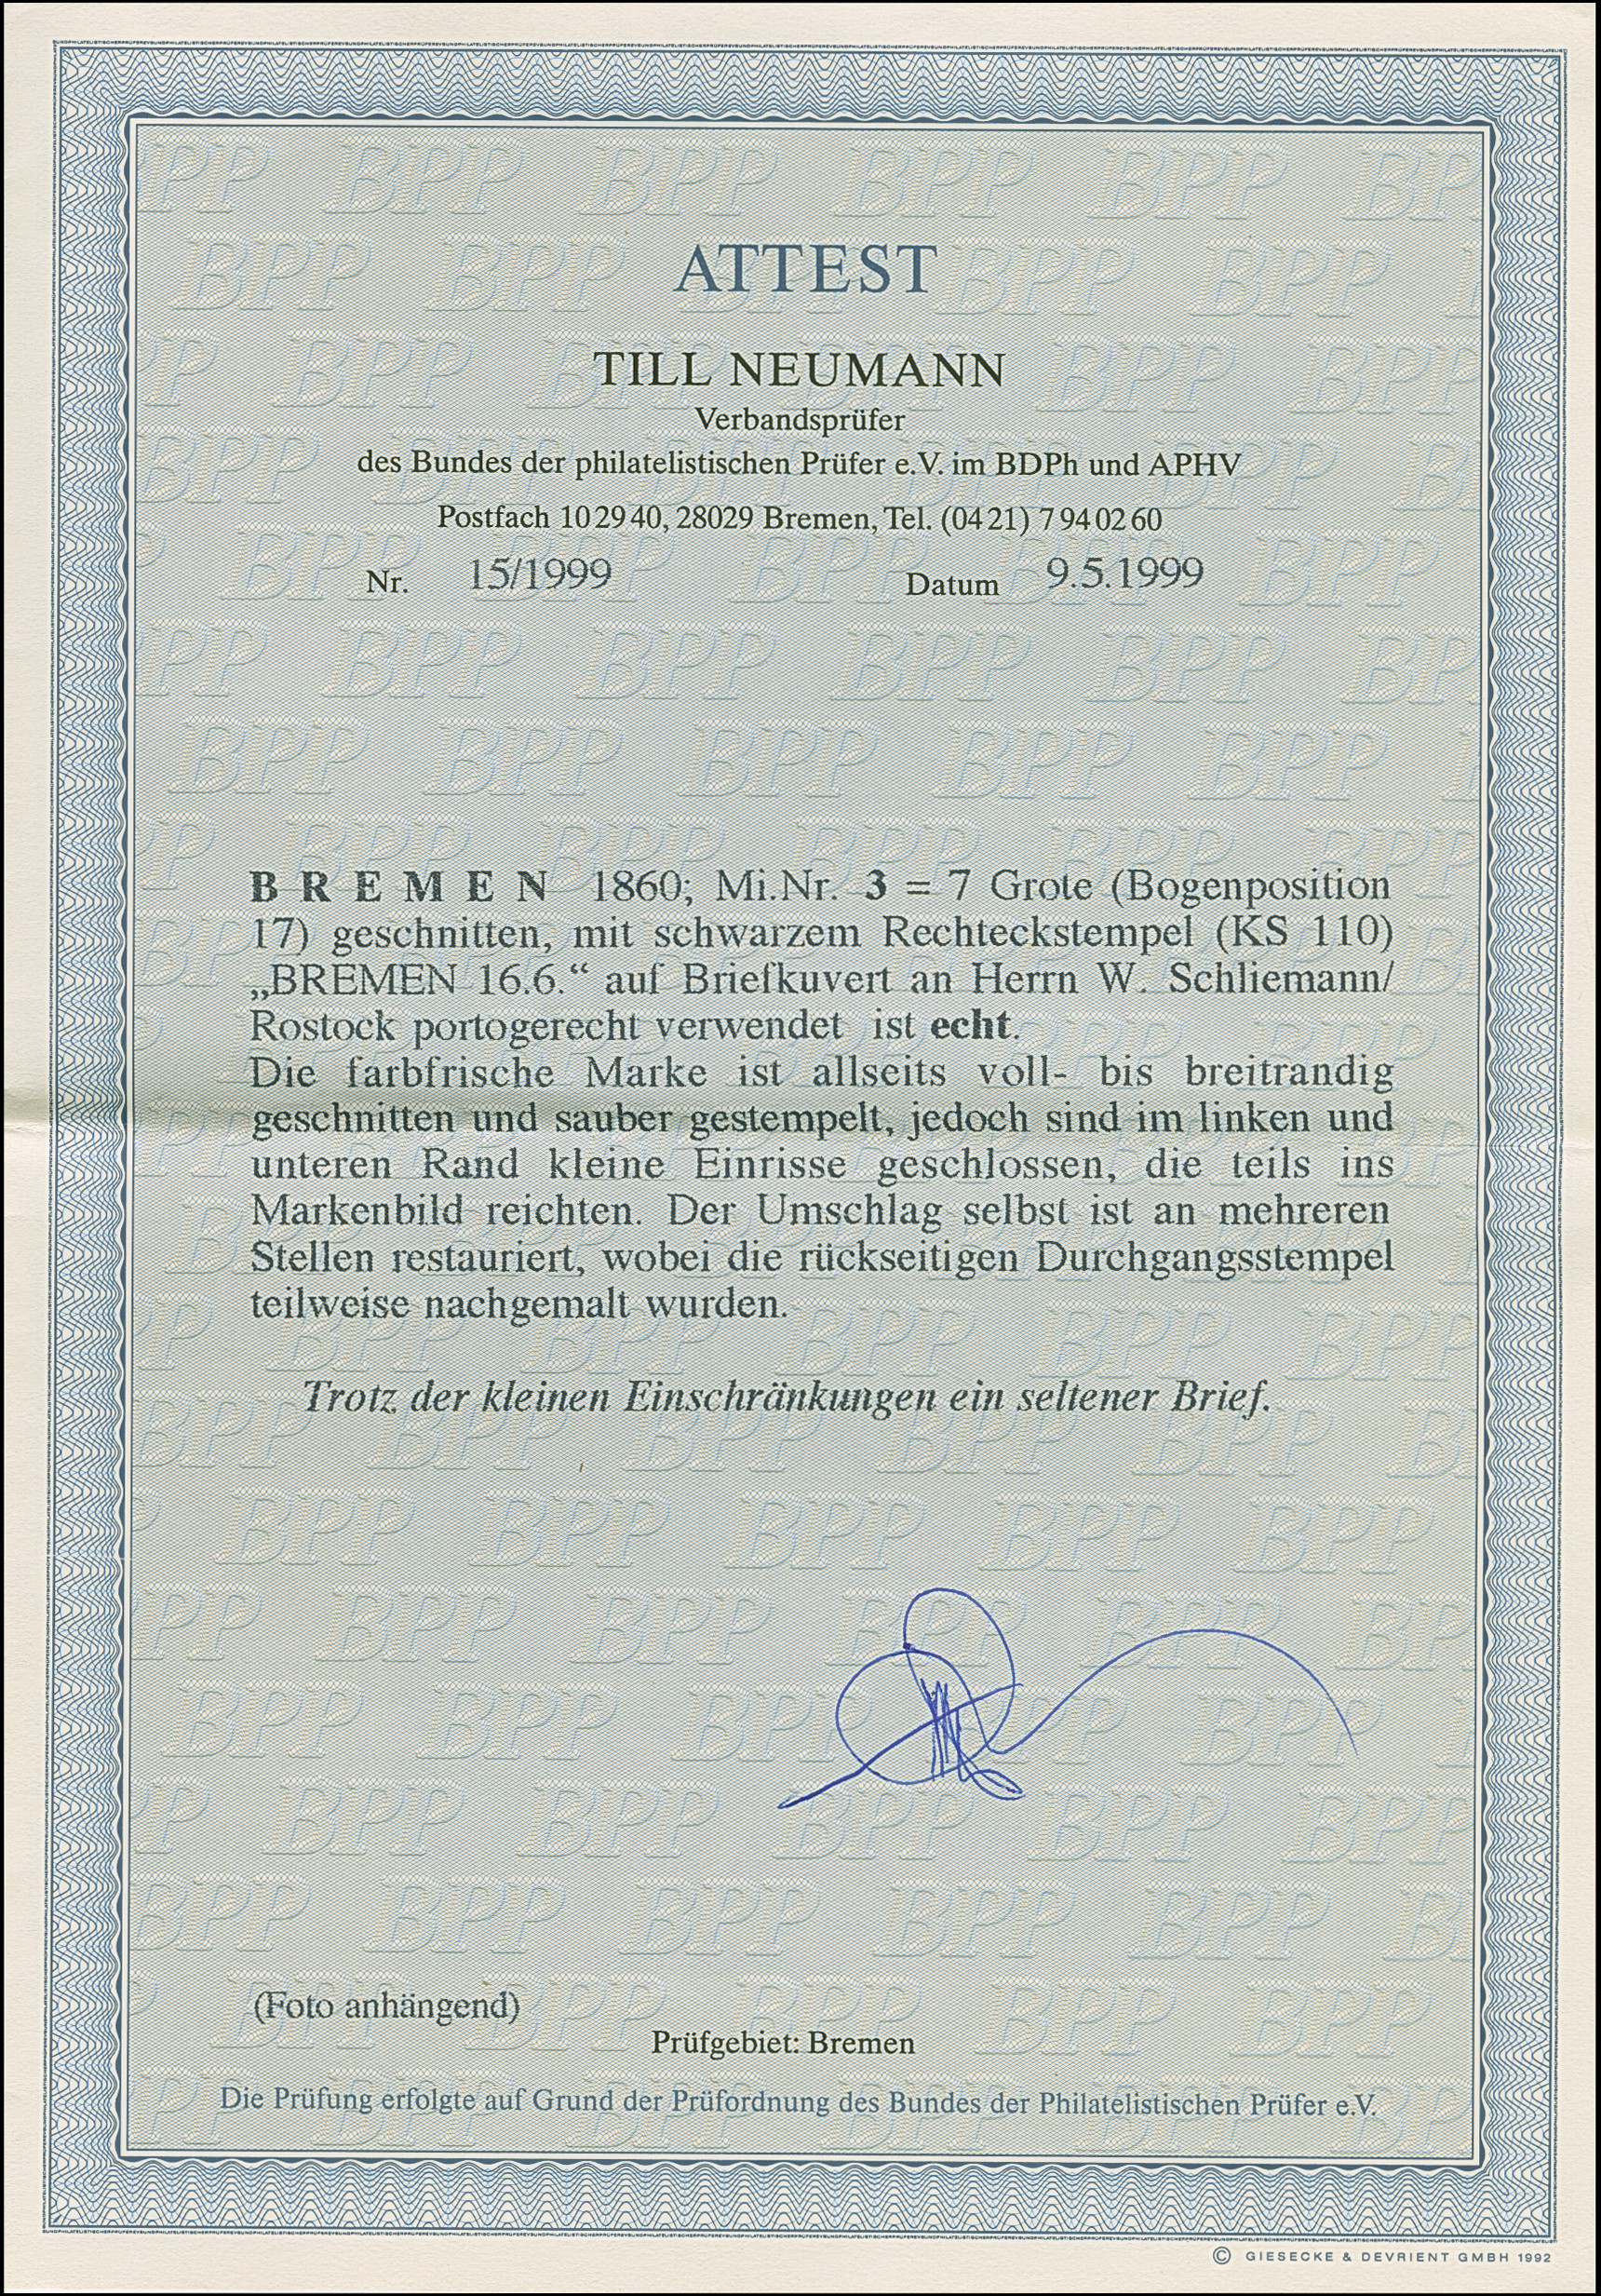 ATTEST
TILL NEUMANN
Verbandsprüfer
des Bundes der philatelistischen Prüfer e.V. im BDPh und APHV
Postfach 10 29 40, 28029 Bremen, Tel. (04 21) 7 94 02 60
Nr. 15/1999 Datum 9.5.1999
B R E M E N 1860; Mi.Nr. 3 = 7 Grote (Bogenposition
17) geschnitten, mit schwarzem Rechteckstempel (KS 110)
„BREMEN 16.6.“ auf Briefkuvert an Herrn W. Schliemann/
Rostock portogerecht verwendet ist echt.
Die farbfrische Marke ist allseits voll- bis breitrandig
geschnitten und sauber gestempelt, jedoch sind im linken und
unteren Rand kleine Einrisse geschlossen, die teils ins
Markenbild reichten. Der Umschlag selbst ist an mehreren
Stellen restauriert, wobei die rückseitigen Durchgangsstempel
teilweise nachgemalt wurden.
Trotz der kleinen Einschränkungen ein seltener Brief.
(Foto anhängend)
Prüfgebiet: Bremen
Die Prüfung erfolgte auf Grund der Prüfordnung des Bundes der Philatelistischen Prüfer e.V.
© GIESECKE & DEVRIENT GMBH 1992